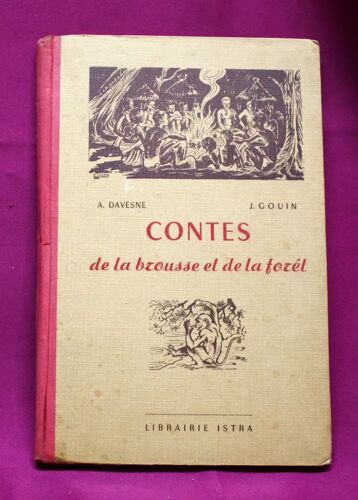 A. DAVESNE J. GOUIN
CONTES
de la brousse et de la forêt
LIBRAIRIE ISTRA